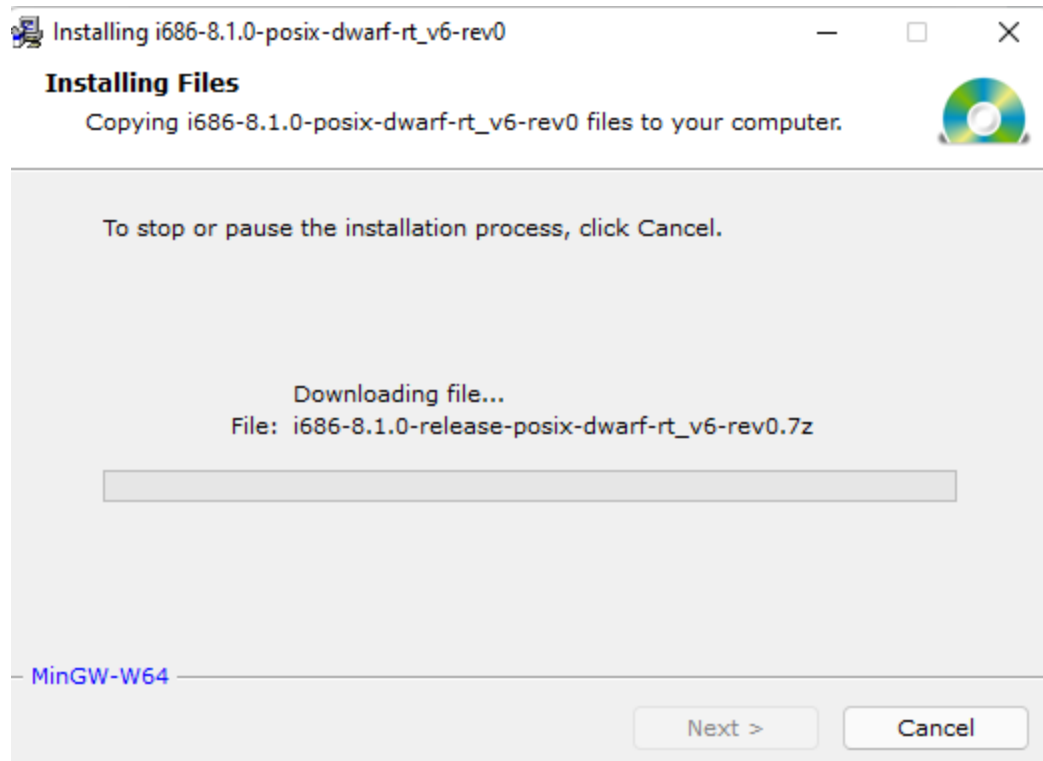 Installing i686-8.1.0-posix-dwarf-rt_v6-rev0
Installing Files
Copying i686-8.1.0-posix-dwarf-rt_v6-rev0 files to your computer.
To stop or pause the installation process, click Cancel.
Downloading file...
File: i686-8.1.0-release-posix-dwarf-rt_v6-rev0.7z
MinGW-W64
Next >
Cancel